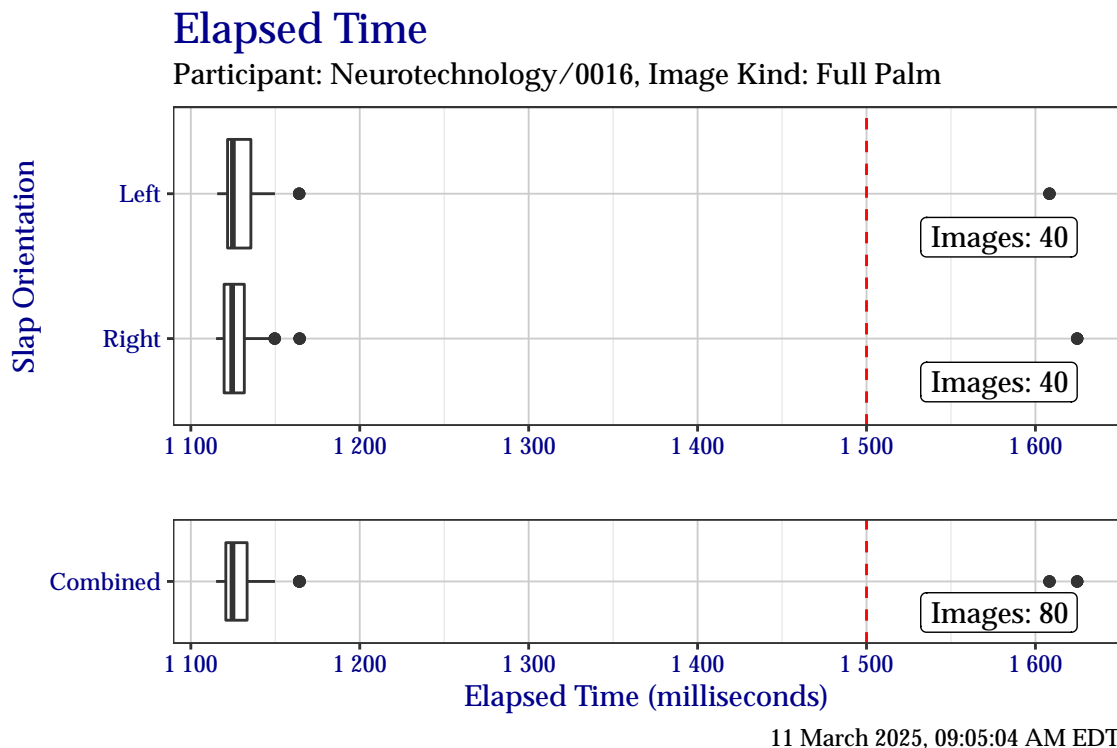 Elapsed Time
Participant: Neurotechnology/0016, Image Kind: Full Palm
Slap Orientation
Left
Images: 40
Right
Images: 40
1 100 1 200 1 300 1 400 1 500 1 600
Combined
Images: 80
1 100 1 200 1 300 1 400 1 500 1 600
Elapsed Time (milliseconds)
11 March 2025, 09:05:04 AM EDT